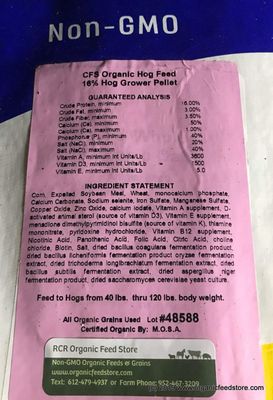 Non-GMO
CFS Organic Hog Feed
16% Hog Grower Pellet
GUARANTEED ANALYSIS
Crude Protein, minimum 16.00%
Crude Fat, minimum 3.00%
Crude Fiber, maximum 3.50%
Calcium (Ca), minimum .50%
Calcium (Ca), maximum 1.00%
Phosphorus (P), minimum .40%
Salt (NaCl), minimum .20%
Salt (NaCl), maximum .40%
Vitamin A, minimum Int Units/Lb 3600
Vitamin D3, minimum Int Units/Lb 500
Vitamin E, minimum Int Units/Lb 5.0
INGREDIENT STATEMENT
Corn, Expelled Soybean Meal, Wheat, monocalcium phosphate,
Calcium Carbonate, Sodium selenite, Iron Sulfate, Manganese Sulfate,
Copper Oxide, Zinc Oxide, calcium iodate, Vitamin A supplement, D-
activated animal sterol (source of vitamin D3), Vitamin E supplement,
menadione dimethylpyrimidinol bisulfite (source of vitamin K), thiamine
mononitrate, pyridoxine hydrochloride, Vitamin B12 supplement,
Nicotinic Acid, Panothenic Acid, Folic Acid, Citric Acid, choline
chloride, Biotin, Salt, dried bacillus coagulans fermentation product,
dried bacillus licheniformis fermentation product oryzae fermentation
extract, dried trichoderma longibrachiatum fermentation extract, dried
bacillus subtilis fermentation extract, dried aspergillus niger
fermentation product, dried saccharomyces cerevisiae yeast culture.
Feed to Hogs from 40 lbs. thru 120 lbs. body weight.
All Organic Grains Used Lot #48588
Certified Organic By: M.O.S.A.
RCR Organic Feed Store
Non-GMO Organic Feeds & Grains
www.organicfeedstore.com
Text: 612-479-4937 or Farm Phone: 952-467-3209